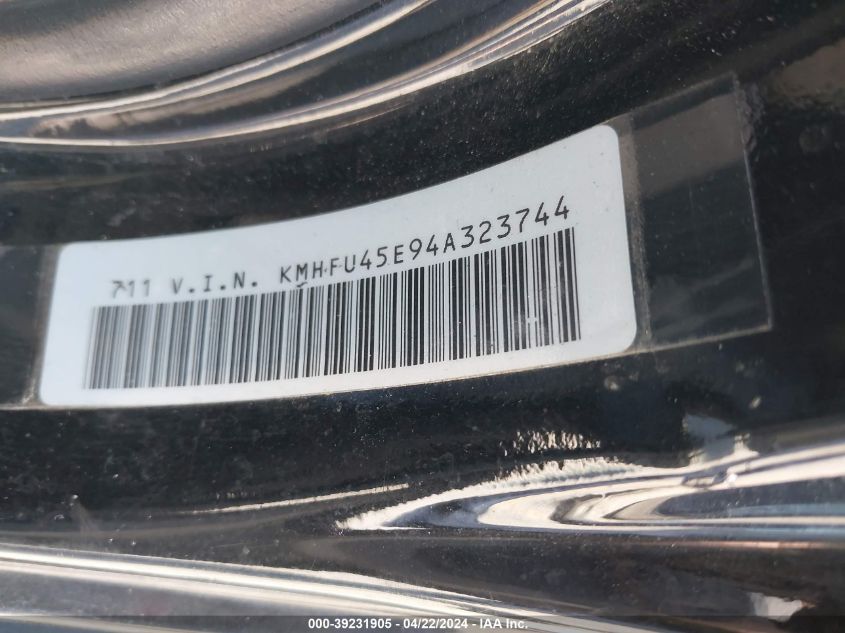 711 V.I.N. KMHFU45E94A323744
000-39231905 - 04/22/2024 - IAA Inc.